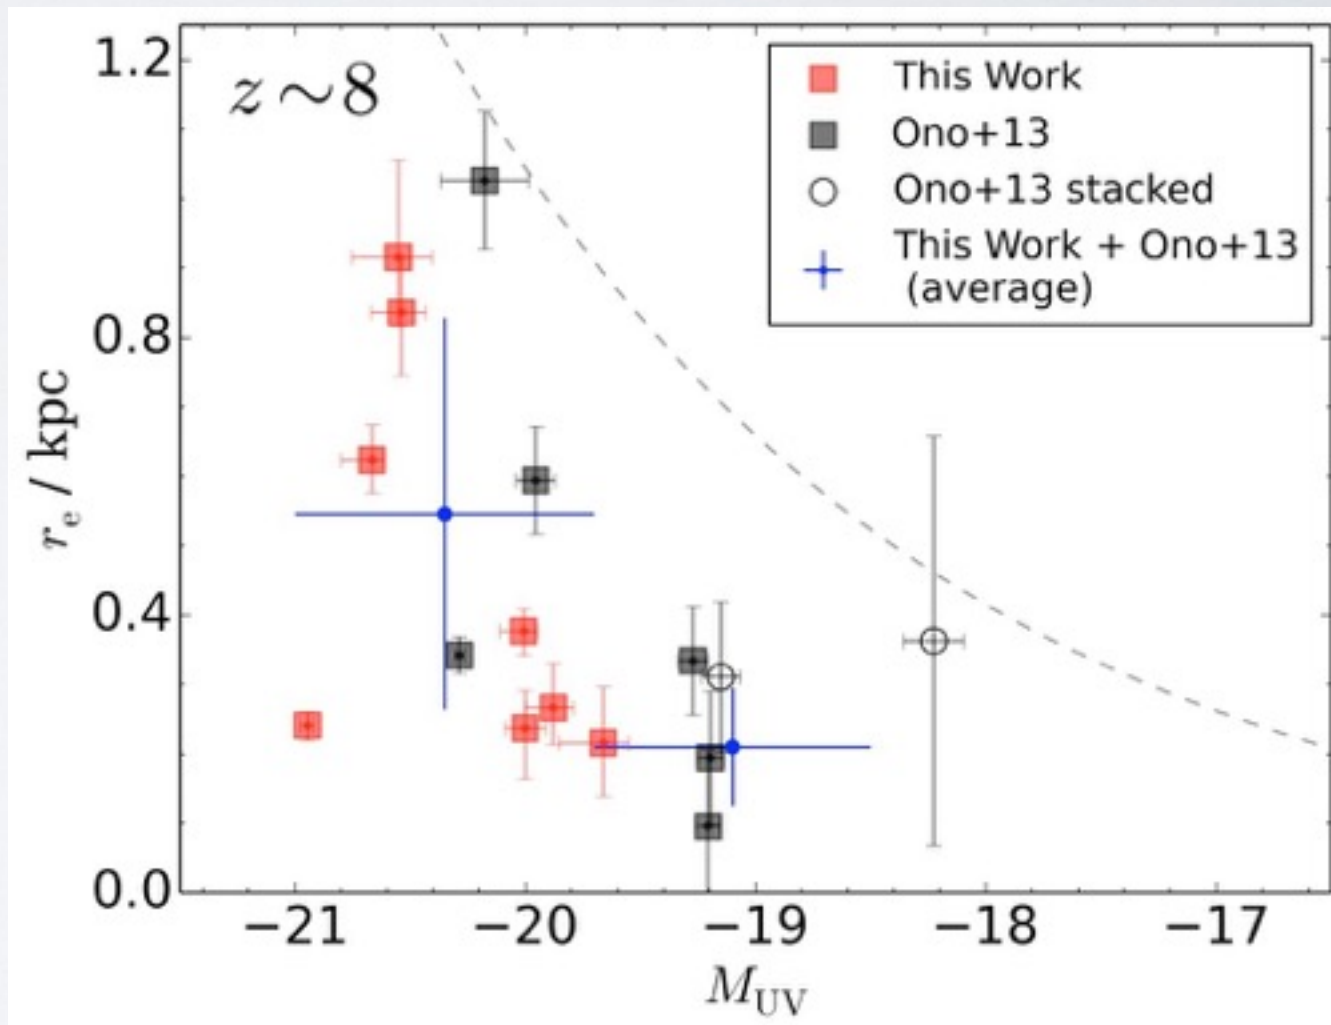 z ~8
This Work
Ono+13
Ono+13 stacked
This Work + Ono+13
(average)
1.2
0.8
0.4
0.0
r_e / kpc
−21 −20 −19 −18 −17
M_UV